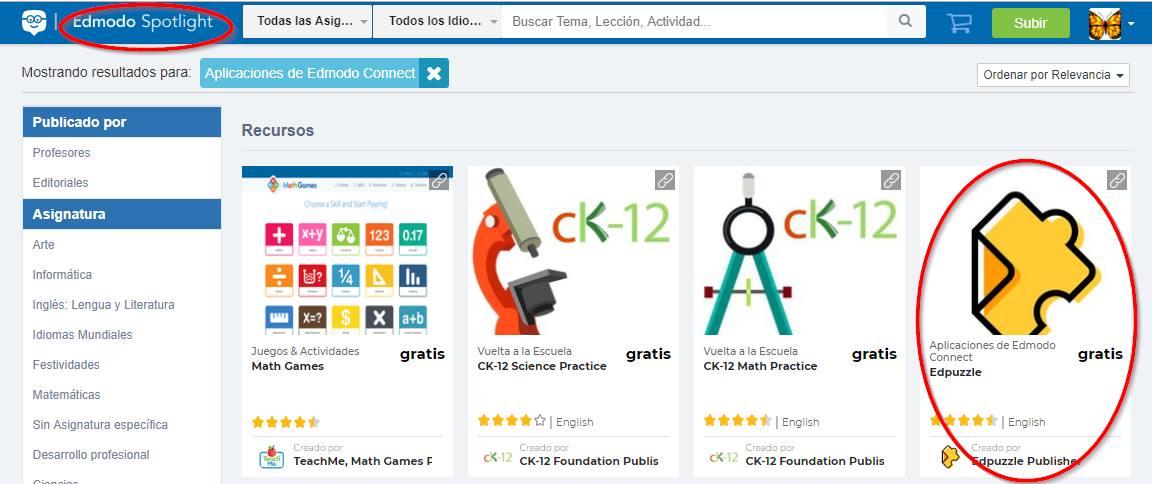 Edmodo Spotlight
Todas las Asig...
Todos los Idio...
Buscar Tema, Lección, Actividad...
Subir
Mostrando resultados para:
Aplicaciones de Edmodo Connect
Ordenar por Relevancia
Publicado por
Profesores
Editoriales
Asignatura
Arte
Informática
Inglés: Lengua y Literatura
Idiomas Mundiales
Festividades
Matemáticas
Sin Asignatura específica
Desarrollo profesional
Ciencias
Recursos
MathGames
Choose a Skill and Start Playing!
+ x+y 123 0.17
÷ 1/4
X=? $ X a+b
Juegos & Actividades
gratis
Math Games
Creado por
TeachMe, Math Games P
cK-12
Vuelta a la Escuela
gratis
CK-12 Science Practice
| English
Creado por
cK-12
CK-12 Foundation Publis
cK-12
Vuelta a la Escuela
gratis
CK-12 Math Practice
| English
Creado por
cK-12
CK-12 Foundation Publis
Aplicaciones de Edmodo
Connect
gratis
Edpuzzle
| English
Creado por
Edpuzzle Publisher